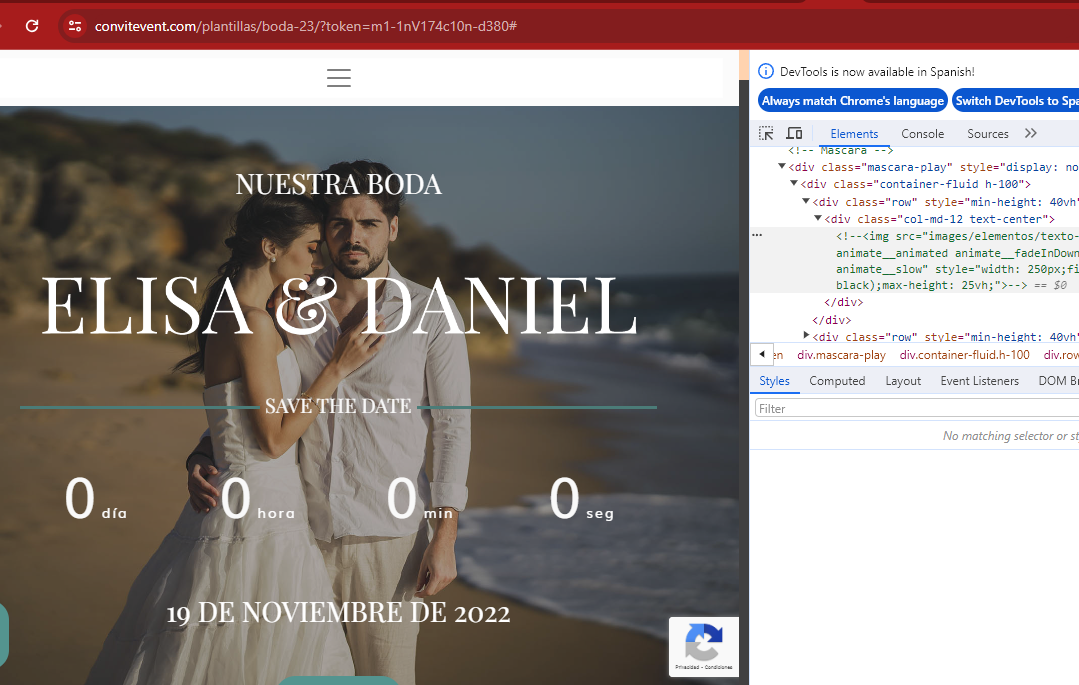 convitevent.com/plantillas/boda-23/?token=m1-1nV174c10n-d380#
NUESTRA BODA
ELISA & DANIEL
SAVE THE DATE
0 día 0 hora 0 min 0 seg
19 DE NOVIEMBRE DE 2022
Privacidad - Condiciones
DevTools is now available in Spanish!
Always match Chrome's language Switch DevTools to Spa
Elements Console Sources
<!-- Mascara -->
<div class="mascara-play" style="display: no
<div class="container-fluid h-100">
<div class="row" style="min-height: 40vh"
<div class="col-md-12 text-center">
<!--<img src="images/elementos/texto-
animate__animated animate__fadeInDown
animate__slow" style="width: 250px;fi
black);max-height: 25vh;">--> == $0
</div>
</div>
<div class="row" style="min-height: 40vh"
en div.mascara-play div.container-fluid.h-100 div.row
Styles Computed Layout Event Listeners DOM Br
Filter
No matching selector or st